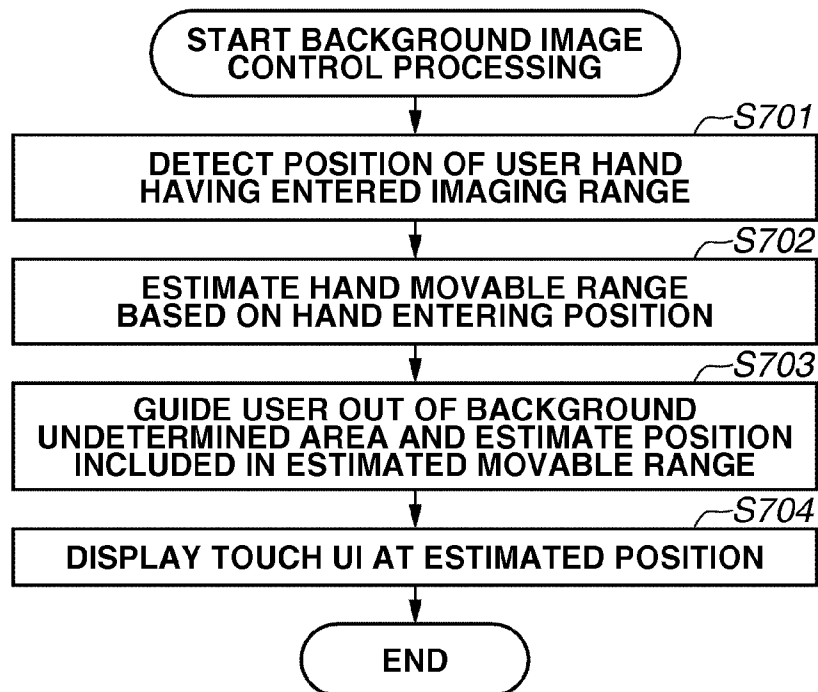 START BACKGROUND IMAGE
CONTROL PROCESSING
S701
DETECT POSITION OF USER HAND
HAVING ENTERED IMAGING RANGE
S702
ESTIMATE HAND MOVABLE RANGE
BASED ON HAND ENTERING POSITION
S703
GUIDE USER OUT OF BACKGROUND
UNDETERMINED AREA AND ESTIMATE POSITION
INCLUDED IN ESTIMATED MOVABLE RANGE
S704
DISPLAY TOUCH UI AT ESTIMATED POSITION
END